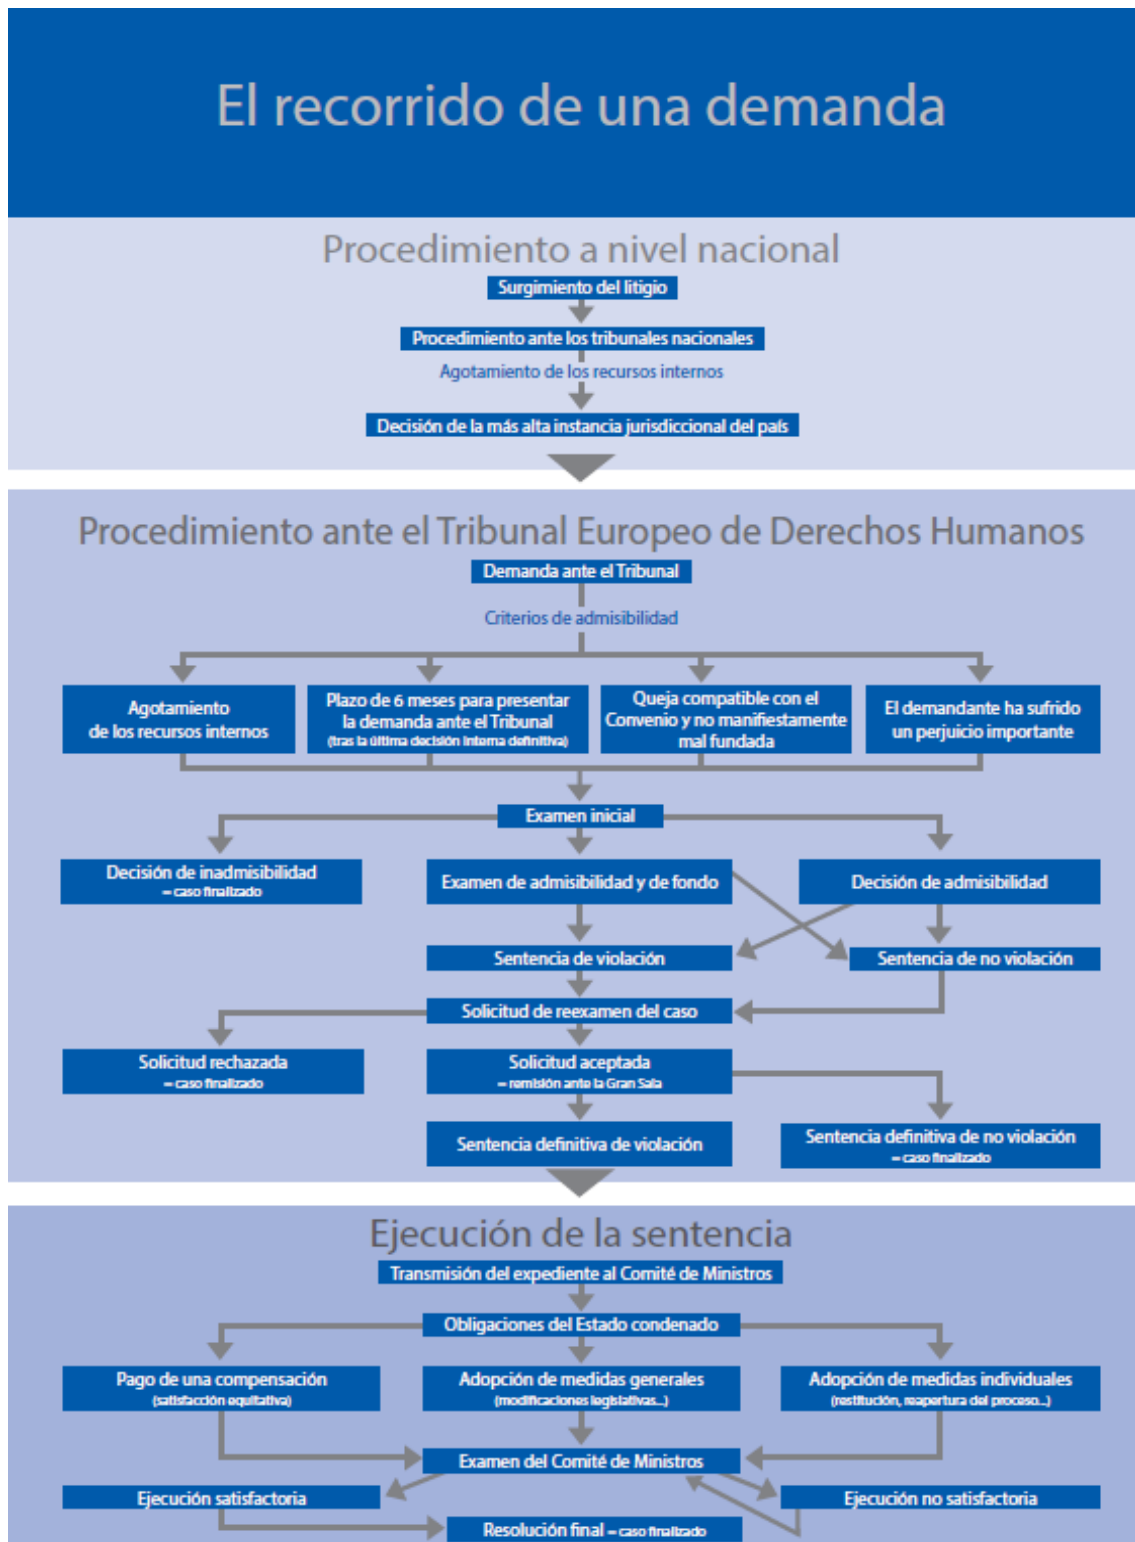 El recorrido de una demanda
Procedimiento a nivel nacional
Surgimiento del litigio
Procedimiento ante los tribunales nacionales
Agotamiento de los recursos internos
Decisión de la más alta instancia jurisdiccional del país
Procedimiento ante el Tribunal Europeo de Derechos Humanos
Demanda ante el Tribunal
Criterios de admisibilidad
Agotamiento
de los recursos internos
Plazo de 6 meses para presentar
la demanda ante el Tribunal
(tras la última decisión interna definitiva)
Queja compatible con el
Convenio y no manifiestamente
mal fundada
El demandante ha sufrido
un perjuicio importante
Examen inicial
Decisión de inadmisibilidad
= caso finalizado
Examen de admisibilidad y de fondo
Decisión de admisibilidad
Sentencia de violación
Sentencia de no violación
Solicitud de reexamen del caso
Solicitud rechazada
= caso finalizado
Solicitud aceptada
= remisión ante la Gran Sala
Sentencia definitiva de violación
Sentencia definitiva de no violación
= caso finalizado
Ejecución de la sentencia
Transmisión del expediente al Comité de Ministros
Obligaciones del Estado condenado
Pago de una compensación
(satisfacción equitativa)
Adopción de medidas generales
(modificaciones legislativas...)
Adopción de medidas individuales
(restitución, reapertura del proceso...)
Examen del Comité de Ministros
Ejecución satisfactoria
Ejecución no satisfactoria
Resolución final = caso finalizado